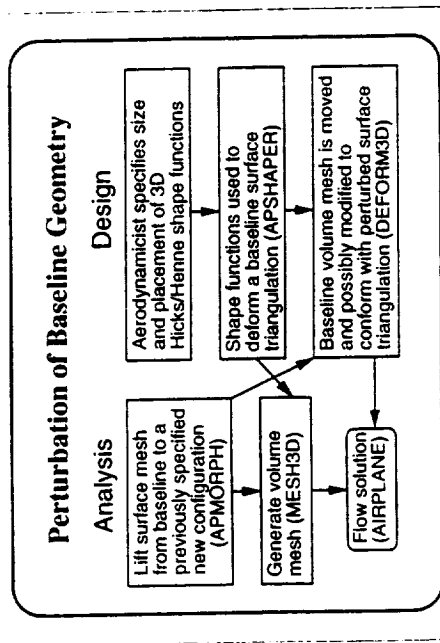 Perturbation of Baseline Geometry
Analysis
Design
Lift surface mesh
from baseline to a
previously specified
new configuration
(APMORPH)
Aerodynamicist specifies size
and placement of 3D
Hicks/Henne shape functions
Shape functions used to
deform a baseline surface
triangulation (APSHAPER)
Generate volume
mesh (MESH3D)
Baseline volume mesh is moved
and possibly modified to
conform with perturbed surface
triangulation (DEFORM3D)
Flow solution
(AIRPLANE)